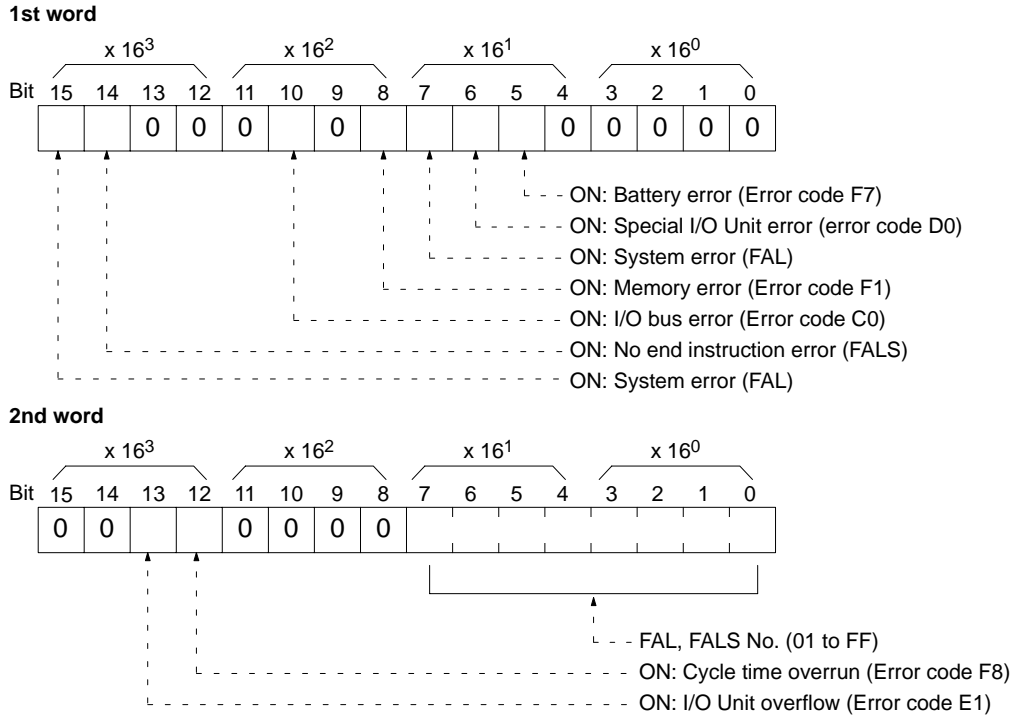 1st word
x 16³ x 16² x 16¹ x 16⁰
Bit 15 14 13 12 11 10 9 8 7 6 5 4 3 2 1 0
0 0 0 0 0 0 0 0 0
ON: Battery error (Error code F7)
ON: Special I/O Unit error (error code D0)
ON: System error (FAL)
ON: Memory error (Error code F1)
ON: I/O bus error (Error code C0)
ON: No end instruction error (FALS)
ON: System error (FAL)
2nd word
x 16³ x 16² x 16¹ x 16⁰
Bit 15 14 13 12 11 10 9 8 7 6 5 4 3 2 1 0
0 0 0 0 0 0
FAL, FALS No. (01 to FF)
ON: Cycle time overrun (Error code F8)
ON: I/O Unit overflow (Error code E1)